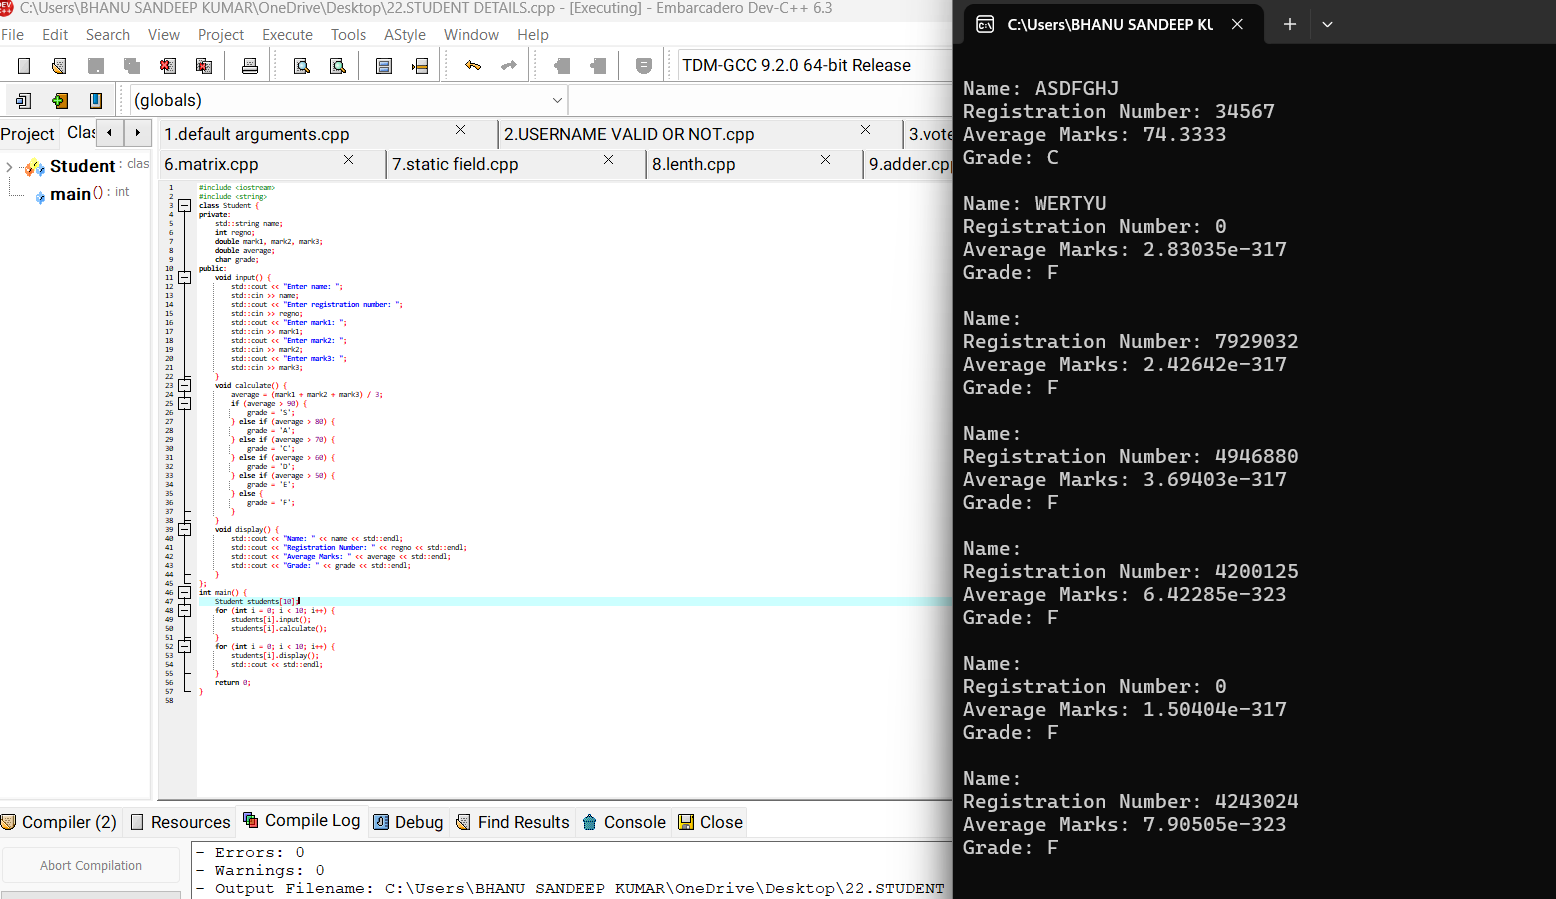 C:\Users\BHANU SANDEEP KUMAR\OneDrive\Desktop\22.STUDENT DETAILS.cpp - [Executing] - Embarcadero Dev-C++ 6.3
File Edit Search View Project Execute Tools AStyle Window Help
TDM-GCC 9.2.0 64-bit Release
(globals)
Project Clas
Student : clas
main () : int
1.default arguments.cpp 2.USERNAME VALID OR NOT.cpp 3.vote
6.matrix.cpp 7.static field.cpp 8.lenth.cpp 9.adder.cpp
1 #include <iostream>
2 #include <string>
3 class Student {
4 private:
5 std::string name;
6 int regno;
7 double mark1, mark2, mark3;
8 double average;
9 char grade;
10 public:
11 void input() {
12 std::cout << "Enter name: ";
13 std::cin >> name;
14 std::cout << "Enter registration number: ";
15 std::cin >> regno;
16 std::cout << "Enter mark1: ";
17 std::cin >> mark1;
18 std::cout << "Enter mark2: ";
19 std::cin >> mark2;
20 std::cout << "Enter mark3: ";
21 std::cin >> mark3;
22 }
23 void calculate() {
24 average = (mark1 + mark2 + mark3) / 3;
25 if (average > 90) {
26 grade = 'S';
27 } else if (average > 80) {
28 grade = 'A';
29 } else if (average > 70) {
30 grade = 'C';
31 } else if (average > 60) {
32 grade = 'D';
33 } else if (average > 50) {
34 grade = 'E';
35 } else {
36 grade = 'F';
37 }
38 }
39 void display() {
40 std::cout << "Name: " << name << std::endl;
41 std::cout << "Registration Number: " << regno << std::endl;
42 std::cout << "Average Marks: " << average << std::endl;
43 std::cout << "Grade: " << grade << std::endl;
44 }
45 };
46 int main() {
47 Student students[10];
48 for (int i = 0; i < 10; i++) {
49 students[i].input();
50 students[i].calculate();
51 }
52 for (int i = 0; i < 10; i++) {
53 students[i].display();
54 std::cout << std::endl;
55 }
56 return 0;
57 }
58
Compiler (2) Resources Compile Log Debug Find Results Console Close
Abort Compilation
- Errors: 0
- Warnings: 0
- Output Filename: C:\Users\BHANU SANDEEP KUMAR\OneDrive\Desktop\22.STUDENT
C:\Users\BHANU SANDEEP KU
Name: ASDFGHJ
Registration Number: 34567
Average Marks: 74.3333
Grade: C
Name: WERTYU
Registration Number: 0
Average Marks: 2.83035e-317
Grade: F
Name:
Registration Number: 7929032
Average Marks: 2.42642e-317
Grade: F
Name:
Registration Number: 4946880
Average Marks: 3.69403e-317
Grade: F
Name:
Registration Number: 4200125
Average Marks: 6.42285e-323
Grade: F
Name:
Registration Number: 0
Average Marks: 1.50404e-317
Grade: F
Name:
Registration Number: 4243024
Average Marks: 7.90505e-323
Grade: F